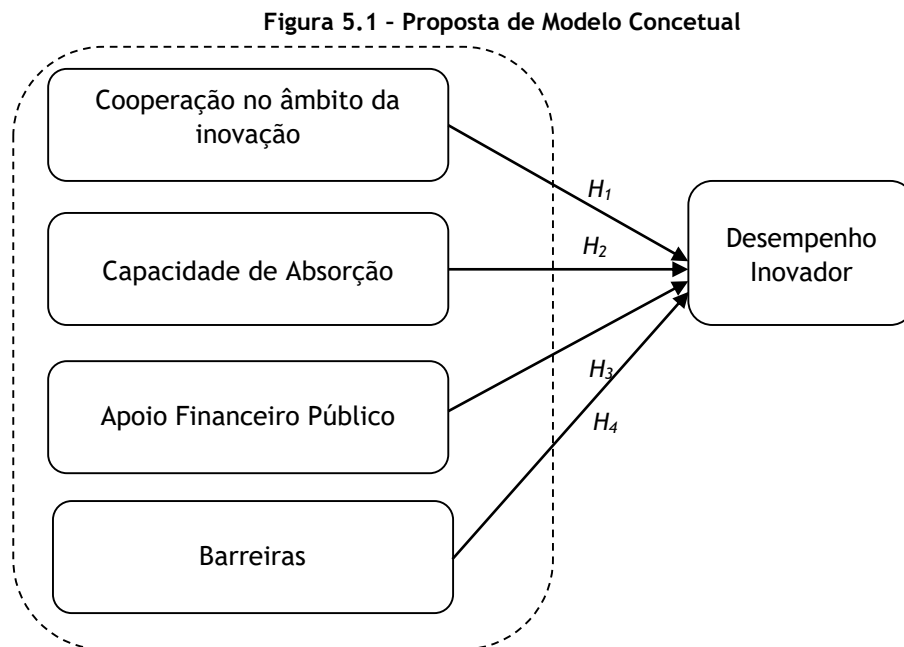 Figura 5.1 – Proposta de Modelo Concetual
Cooperação no âmbito da
inovação
H1
Capacidade de Absorção
H2
Desempenho
Inovador
Apoio Financeiro Público
H3
H4
Barreiras